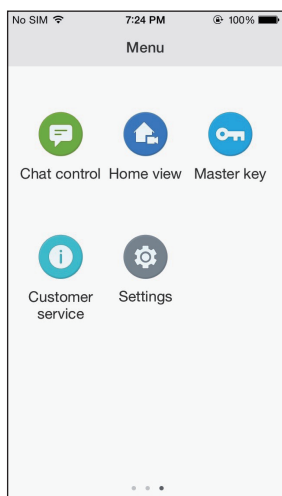 No SIM 7:24 PM 100%
Menu
Chat control Home view Master key
Customer service Settings